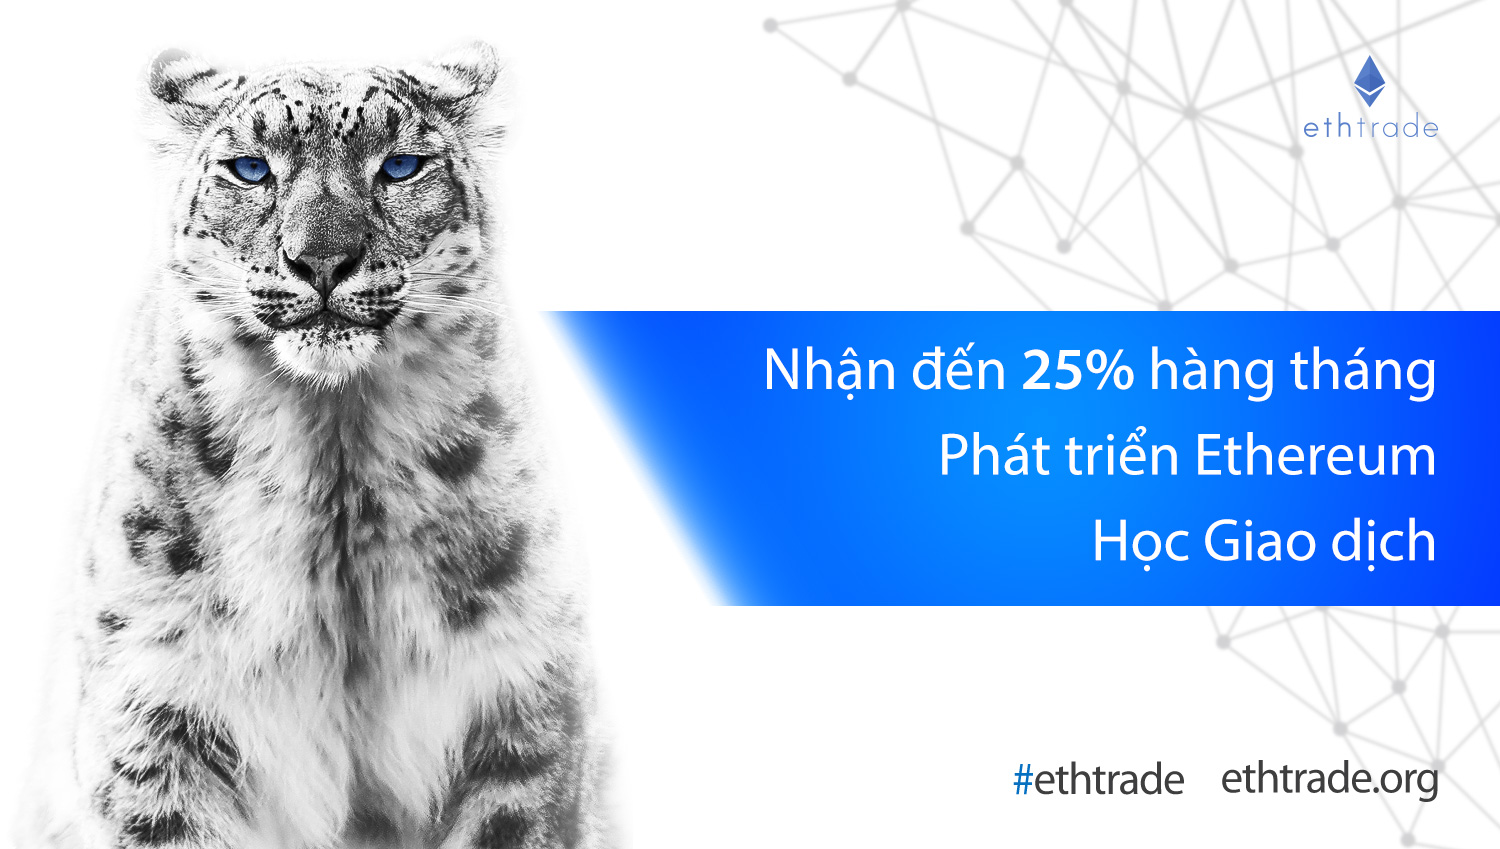 ethtrade
Nhận đến 25% hàng tháng
Phát triển Ethereum
Học Giao dịch
#ethtrade ethtrade.org